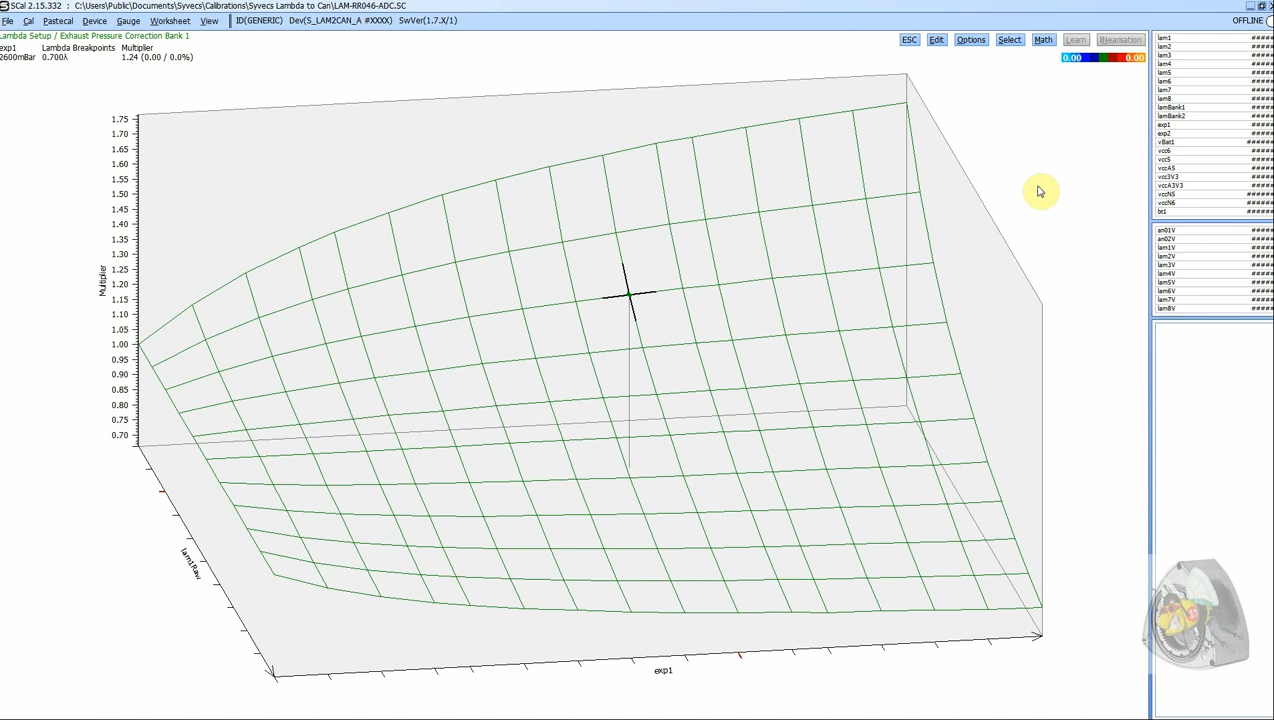 SCal 2.15.332 : C:\Users\Public\Documents\Syvecs\Calibrations\Syvecs Lambda to Can\LAM-RR046-ADC.SC
File Cal Pastecal Device Gauge Worksheet View ID(GENERIC) Dev(S_LAM2CAN_A #XXXX) SwVer(1.7.X/1) OFFLINE
Lambda Setup / Exhaust Pressure Correction Bank 1
exp1 Lambda Breakpoints Multiplier
2600mBar 0.700λ 1.24 (0.00 / 0.0%)
ESC Edit Options Select Math Learn liNearisation
0.00 0.00
1.75
1.70
1.65
1.60
1.55
1.50
1.45
1.40
1.35
1.30
1.25
1.20
1.15
1.10
1.05
1.00
0.95
0.90
0.85
0.80
0.75
0.70
Multiplier
lam1Raw
exp1
lam1 #####
lam2 #####
lam3 #####
lam4 #####
lam5 #####
lam6 #####
lam7 #####
lam8 #####
lamBank1 #####
lamBank2 #####
exp1 #####
exp2 #####
vBat1 ######
vcc6 #####
vcc5 #####
vccA5 #####
vcc3V3 #####
vccA3V3 #####
vccN5 ######
vccN6 ######
bt1 #####
an01V #####
an02V #####
lam1V #####
lam2V #####
lam3V #####
lam4V #####
lam5V #####
lam6V #####
lam7V #####
lam8V #####